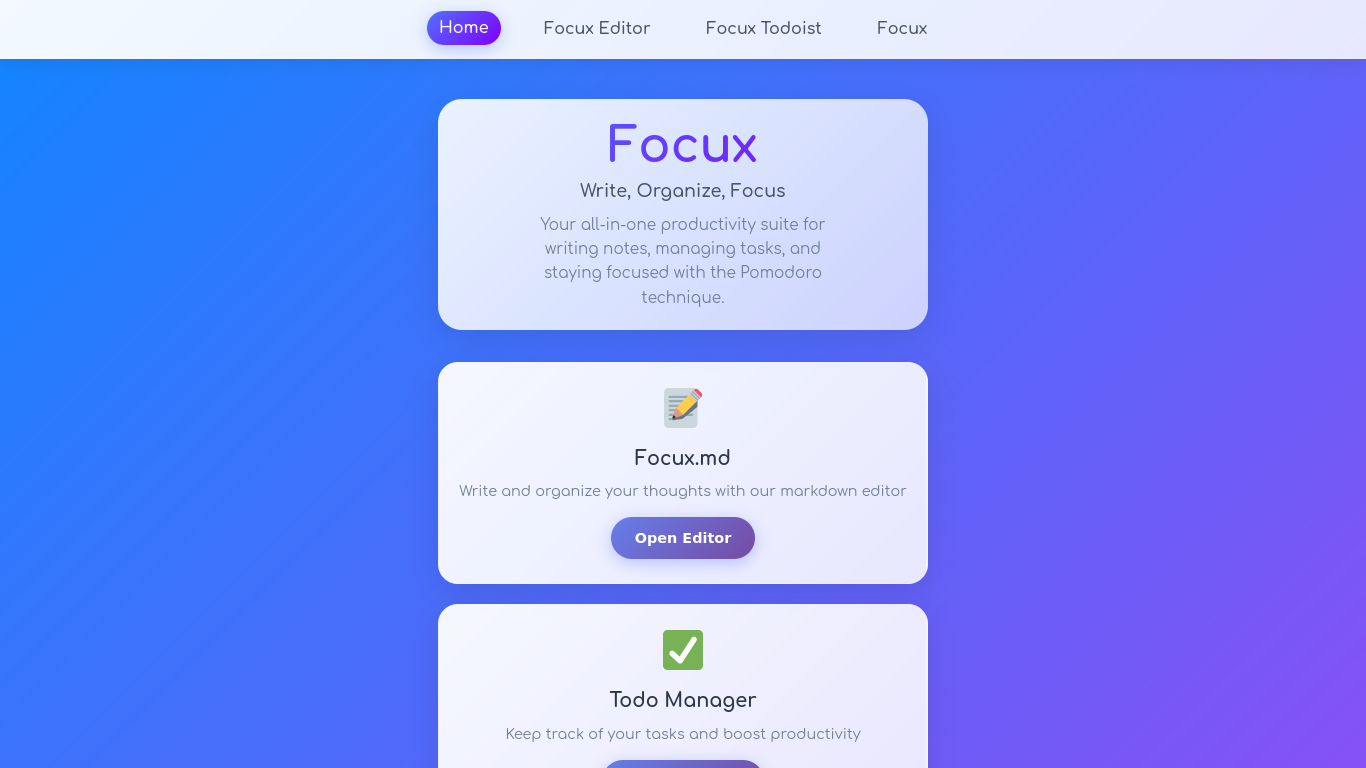 Home
Focux Editor
Focux Todoist
Focux
Focux
Write, Organize, Focus
Your all-in-one productivity suite for
writing notes, managing tasks, and
staying focused with the Pomodoro
technique.
Focux.md
Write and organize your thoughts with our markdown editor
Open Editor
Todo Manager
Keep track of your tasks and boost productivity